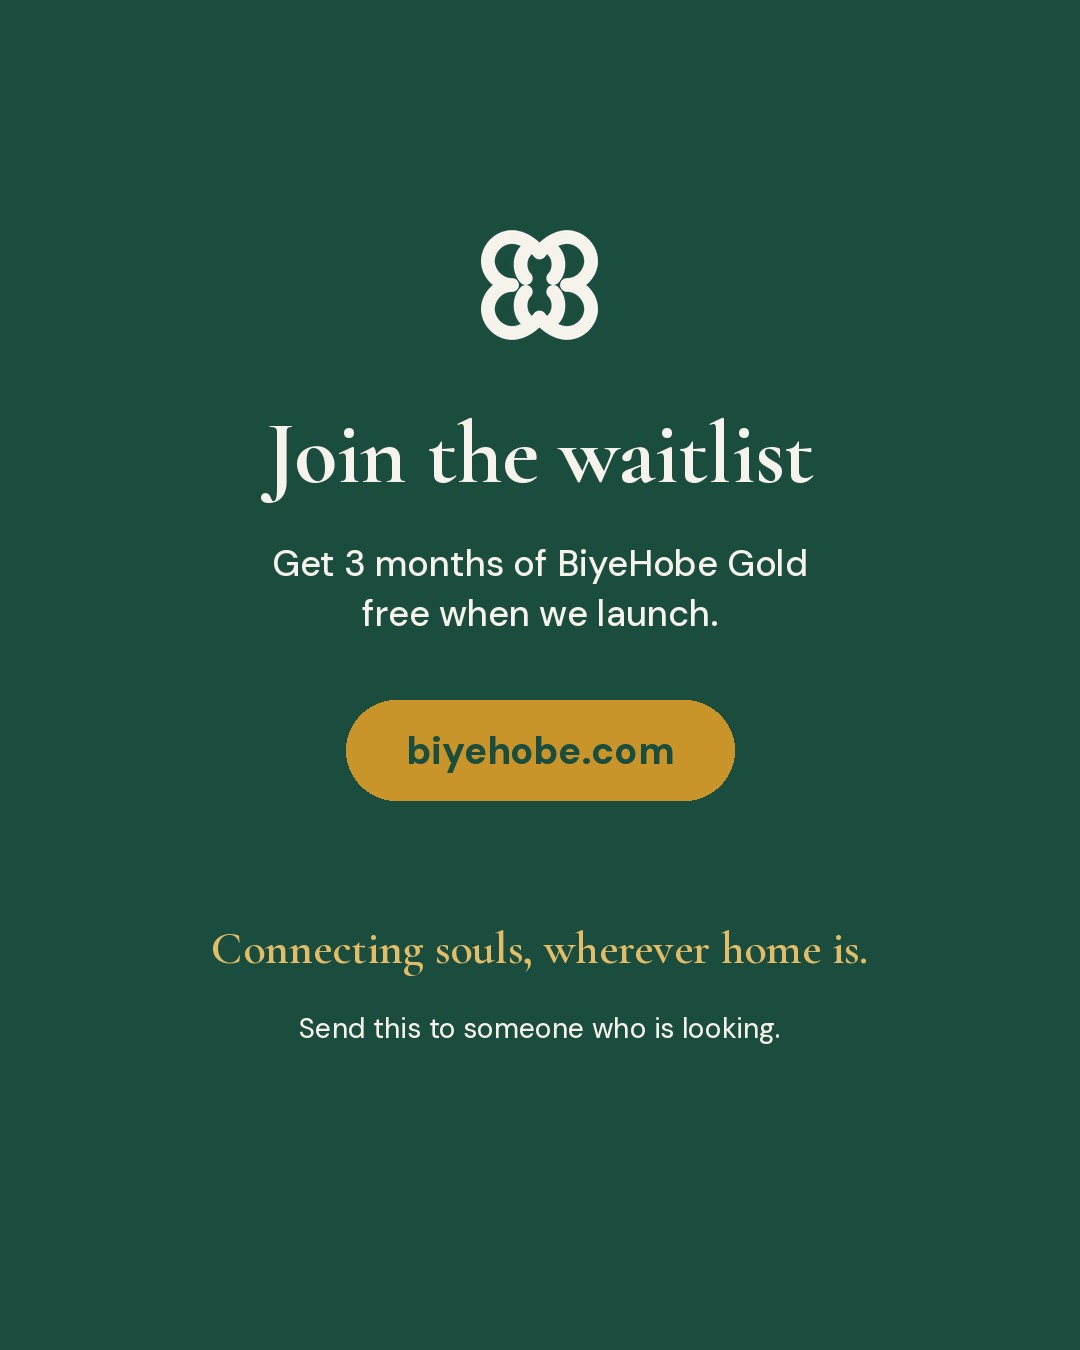 Join the waitlist
Get 3 months of BiyeHobe Gold
free when we launch.
biyehobe.com
Connecting souls, wherever home is.
Send this to someone who is looking.